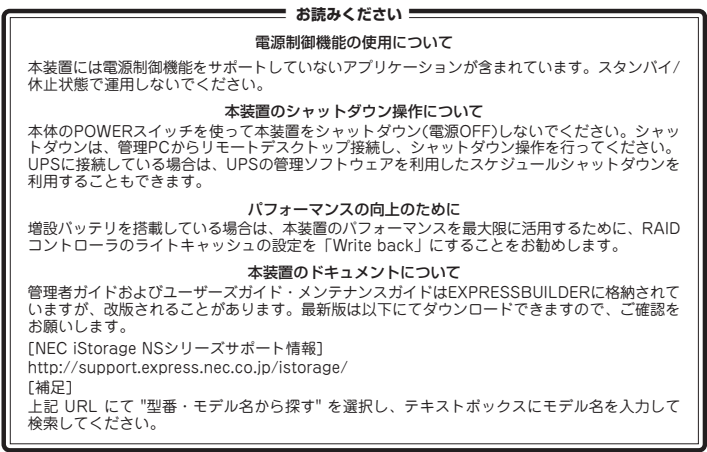 お読みください
電源制御機能の使用について
本装置には電源制御機能をサポートしていないアプリケーションが含まれています。スタンバイ/
休止状態で運用しないでください。
本装置のシャットダウン操作について
本体のPOWERスイッチを使って本装置をシャットダウン(電源OFF)しないでください。シャッ
トダウンは、管理PCからリモートデスクトップ接続し、シャットダウン操作を行ってください。
UPSに接続している場合は、UPSの管理ソフトウェアを利用したスケジュールシャットダウンを
利用することもできます。
パフォーマンスの向上のために
増設バッテリを搭載している場合は、本装置のパフォーマンスを最大限に活用するために、RAID
コントローラのライトキャッシュの設定を「Write back」にすることをお勧めします。
本装置のドキュメントについて
管理者ガイドおよびユーザーズガイド・メンテナンスガイドはEXPRESSBUILDERに格納されて
いますが、改版されることがあります。最新版は以下にてダウンロードできますので、ご確認を
お願いします。
[NEC iStorage NSシリーズサポート情報]
http://support.express.nec.co.jp/istorage/
[補足]
上記 URL にて "型番・モデル名から探す" を選択し、テキストボックスにモデル名を入力して
検索してください。